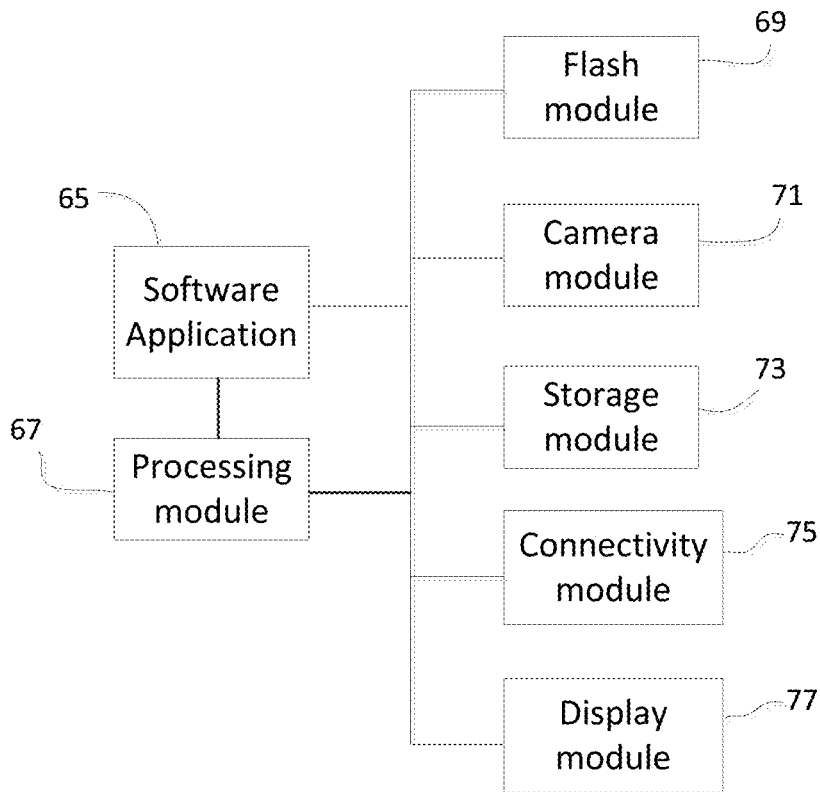 69
Flash
module
71
Camera
module
65
Software
Application
73
Storage
module
67
Processing
module
75
Connectivity
module
77
Display
module